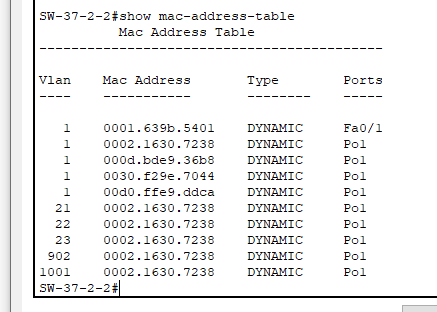 SW-37-2-2#show mac-address-table
Mac Address Table
-------------------------------------------
Vlan Mac Address Type Ports
---- ----------- -------- -----
1 0001.639b.5401 DYNAMIC Fa0/1
1 0002.1630.7238 DYNAMIC Po1
1 000d.bde9.36b8 DYNAMIC Po1
1 0030.f29e.7044 DYNAMIC Po1
1 00d0.ffe9.ddca DYNAMIC Po1
21 0002.1630.7238 DYNAMIC Po1
22 0002.1630.7238 DYNAMIC Po1
23 0002.1630.7238 DYNAMIC Po1
902 0002.1630.7238 DYNAMIC Po1
1001 0002.1630.7238 DYNAMIC Po1
SW-37-2-2#